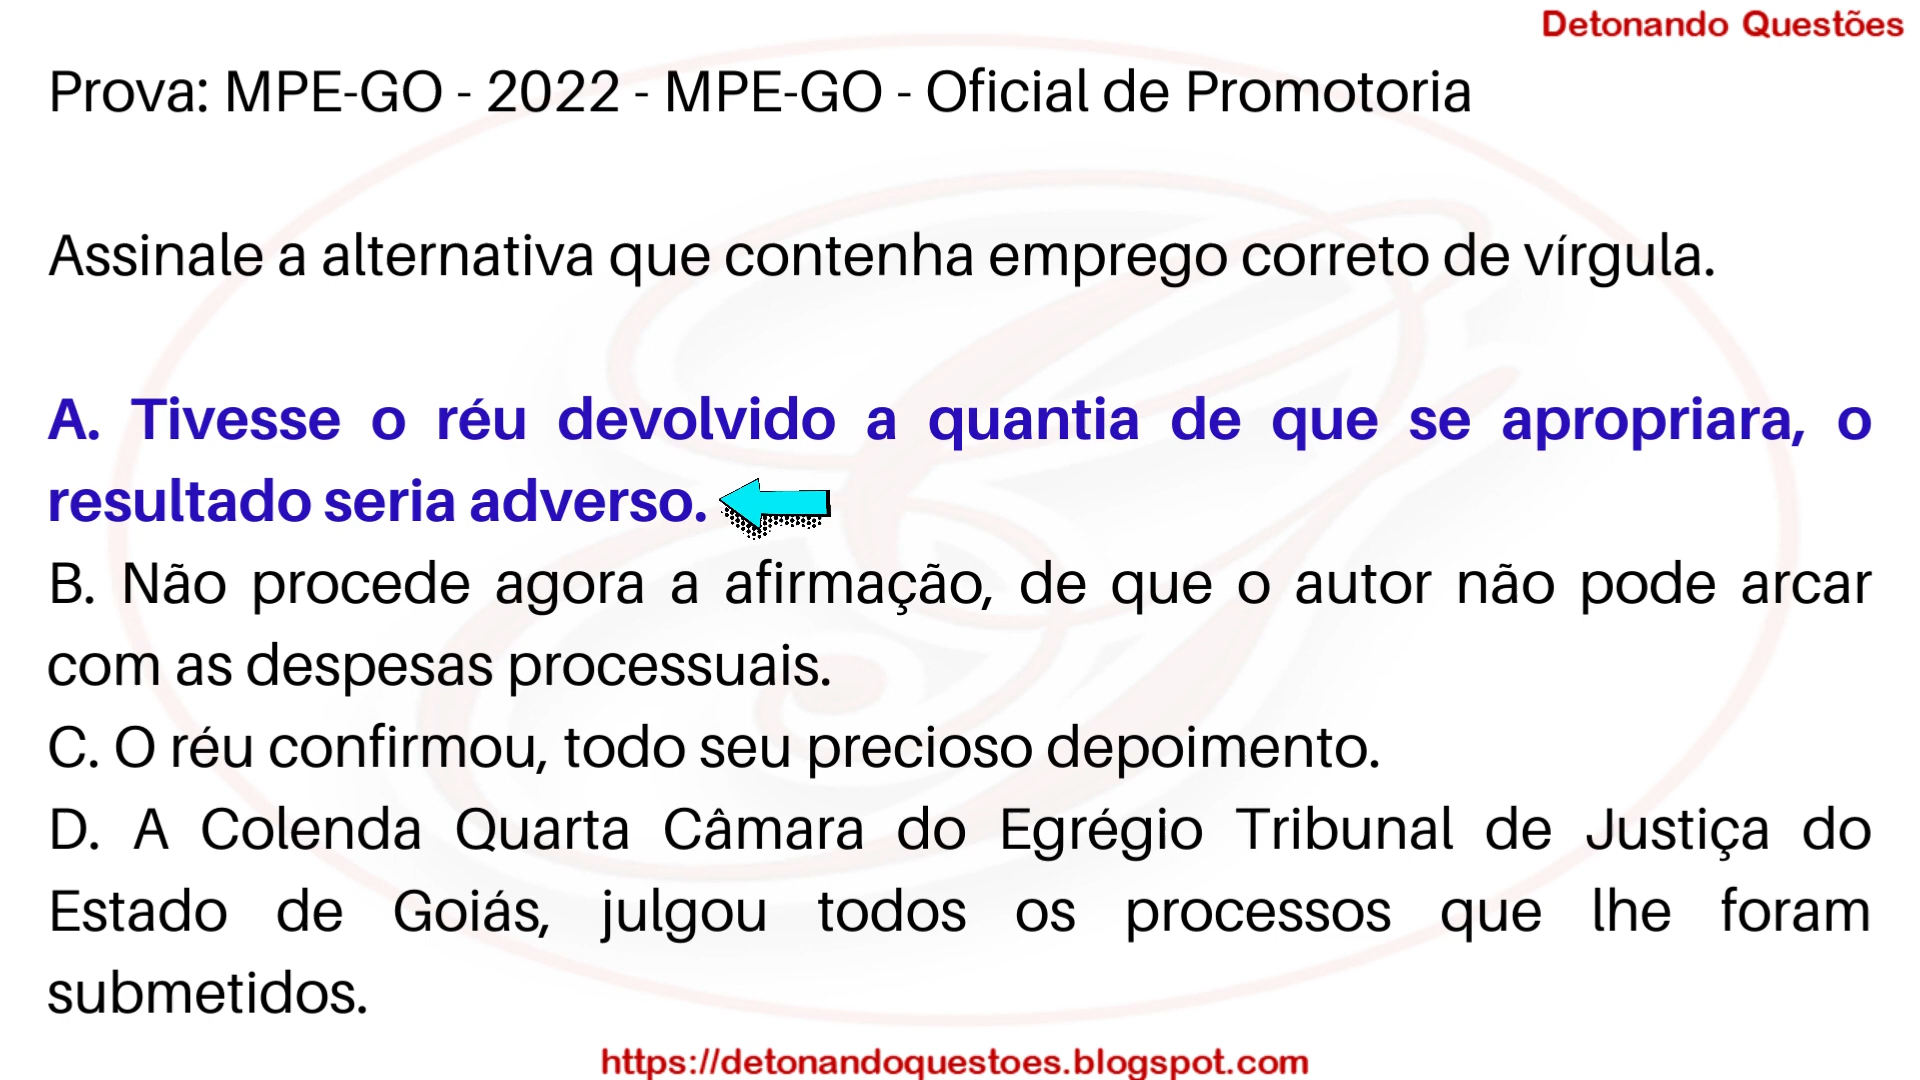 Detonando Questões
Prova: MPE-GO - 2022 - MPE-GO - Oficial de Promotoria
Assinale a alternativa que contenha emprego correto de vírgula.
A. Tivesse o réu devolvido a quantia de que se apropriara, o
resultado seria adverso.
B. Não procede agora a afirmação, de que o autor não pode arcar
com as despesas processuais.
C. O réu confirmou, todo seu precioso depoimento.
D. A Colenda Quarta Câmara do Egrégio Tribunal de Justiça do
Estado de Goiás, julgou todos os processos que lhe foram
submetidos.
https://detonandoquestoes.blogspot.com